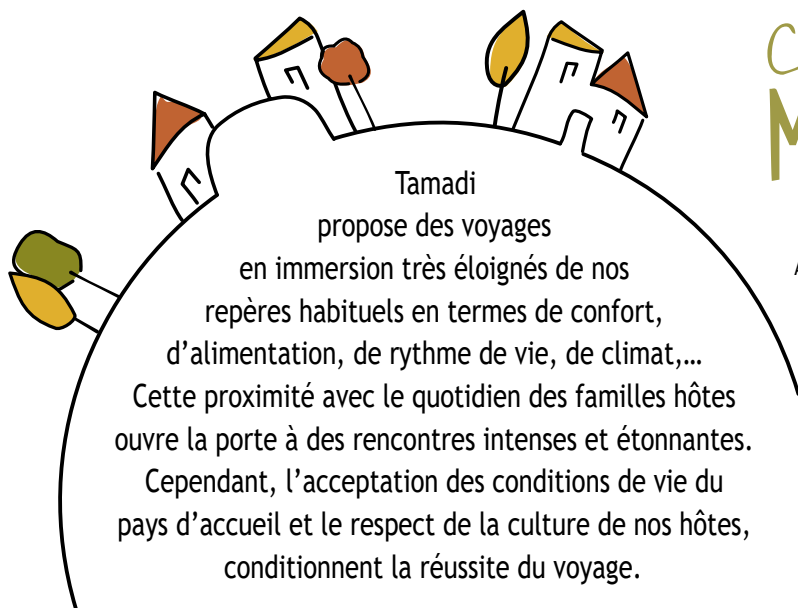 Tamadi
propose des voyages
en immersion très éloignés de nos
repères habituels en termes de confort,
d’alimentation, de rythme de vie, de climat,…
Cette proximité avec le quotidien des familles hôtes
ouvre la porte à des rencontres intenses et étonnantes.
Cependant, l’acceptation des conditions de vie du
pays d’accueil et le respect de la culture de nos hôtes,
conditionnent la réussite du voyage.